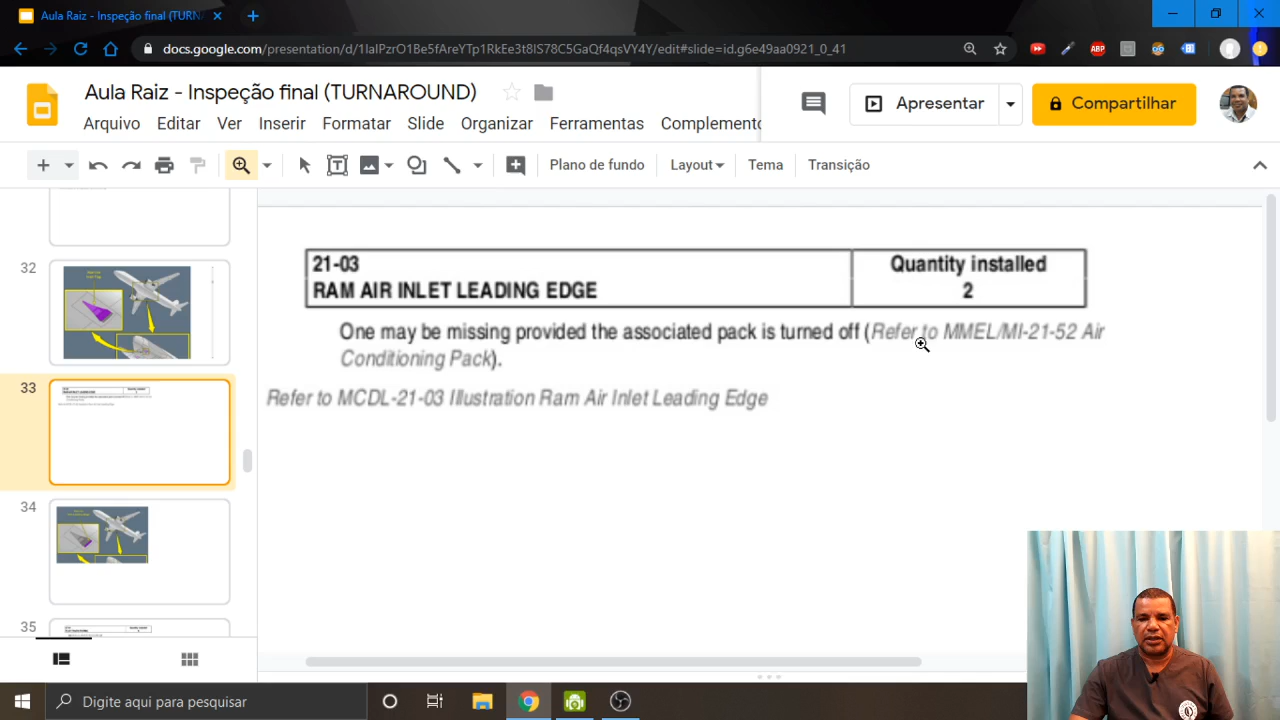 Aula Raiz - Inspeção final (TURN
docs.google.com/presentation/d/1IaIPzrO1Be5fAreYTp1RkEe3t8IS78C5GaQf4qsVY4Y/edit#slide=id.g6e49aa0921_0_41
ABP
Aula Raiz - Inspeção final (TURNAROUND)
Apresentar
Compartilhar
Arquivo Editar Ver Inserir Formatar Slide Organizar Ferramentas Complemento
Plano de fundo Layout Tema Transição
32
33
34
35
21-03
RAM AIR INLET LEADING EDGE
Quantity installed
2
One may be missing provided the associated pack is turned off (Refer to MMEL/MI-21-52 Air
Conditioning Pack).
Refer to MCDL-21-03 Illustration Ram Air Inlet Leading Edge
Digite aqui para pesquisar